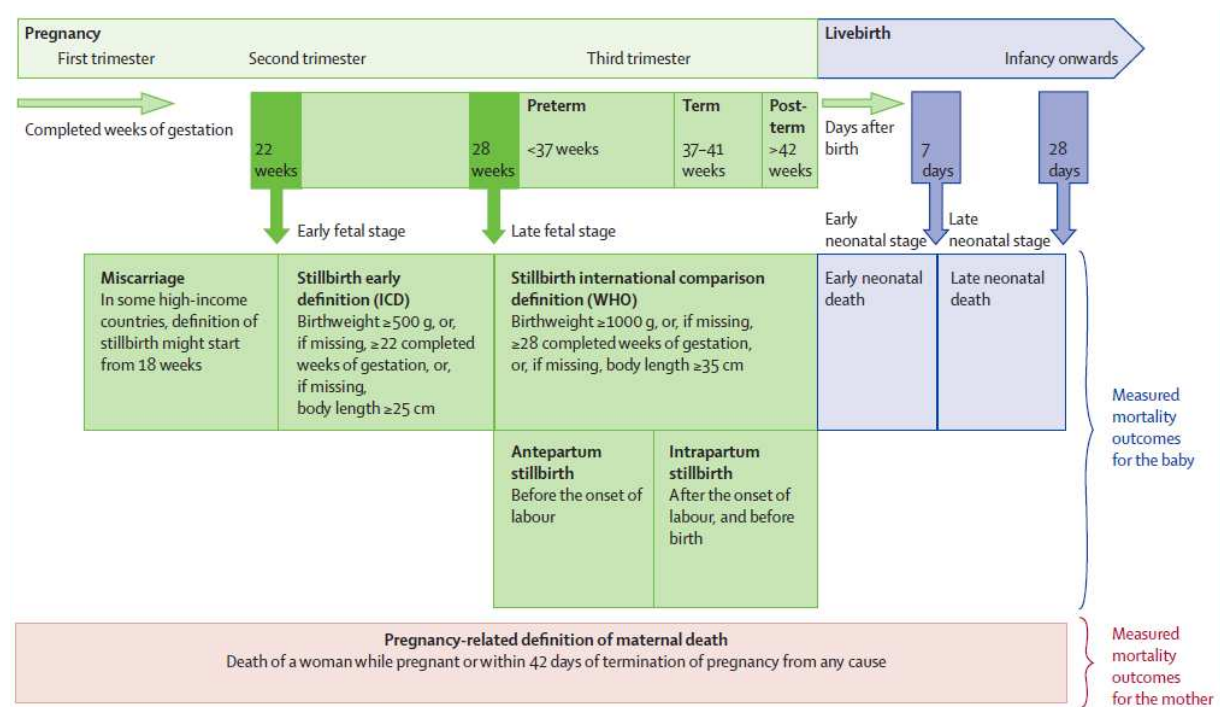 Pregnancy
First trimester
Second trimester
Third trimester
Livebirth
Infancy onwards
Completed weeks of gestation
22
weeks
28
weeks
Preterm
<37 weeks
Term
37–41
weeks
Post-
term
>42
weeks
Days after
birth
7
days
28
days
Early fetal stage
Late fetal stage
Early
neonatal stage
Late
neonatal stage
Miscarriage
In some high-income
countries, definition of
stillbirth might start
from 18 weeks
Stillbirth early
definition (ICD)
Birthweight ≥500 g, or,
if missing, ≥22 completed
weeks of gestation, or,
if missing,
body length ≥25 cm
Stillbirth international comparison
definition (WHO)
Birthweight ≥1000 g, or, if missing,
≥28 completed weeks of gestation,
or, if missing, body length ≥35 cm
Early neonatal
death
Late neonatal
death
Antepartum
stillbirth
Before the onset of
labour
Intrapartum
stillbirth
After the onset of
labour, and before
birth
Measured
mortality
outcomes
for the baby
Pregnancy-related definition of maternal death
Death of a woman while pregnant or within 42 days of termination of pregnancy from any cause
Measured
mortality
outcomes
for the mother